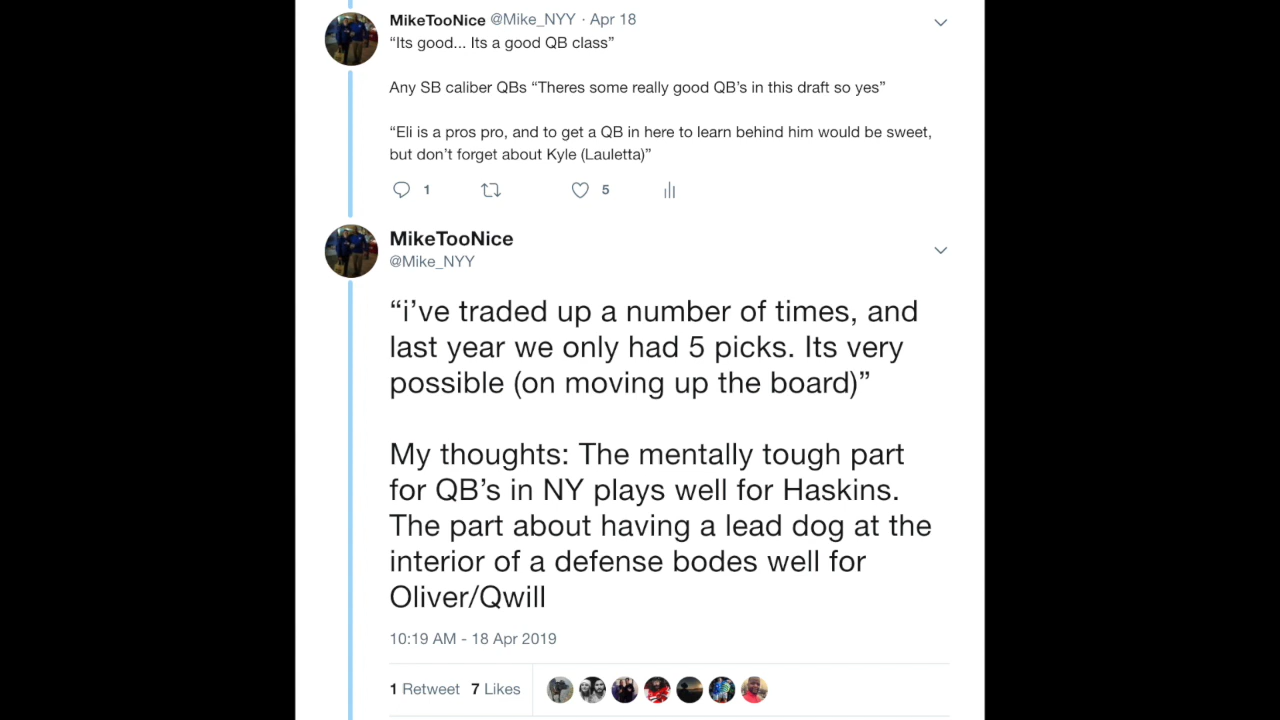 MikeTooNice @Mike_NYY · Apr 18
“Its good... Its a good QB class”
Any SB caliber QBs “Theres some really good QB’s in this draft so yes”
“Eli is a pros pro, and to get a QB in here to learn behind him would be sweet,
but don’t forget about Kyle (Lauletta)”
1 5
MikeTooNice
@Mike_NYY
“i’ve traded up a number of times, and
last year we only had 5 picks. Its very
possible (on moving up the board)”
My thoughts: The mentally tough part
for QB’s in NY plays well for Haskins.
The part about having a lead dog at the
interior of a defense bodes well for
Oliver/Qwill
10:19 AM - 18 Apr 2019
1 Retweet 7 Likes